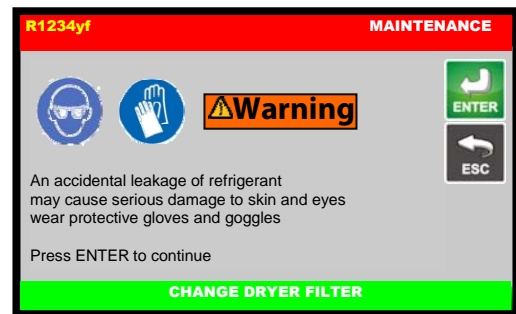 R1234yf MAINTENANCE
Warning
ENTER
ESC
An accidental leakage of refrigerant
may cause serious damage to skin and eyes
wear protective gloves and goggles
Press ENTER to continue
CHANGE DRYER FILTER